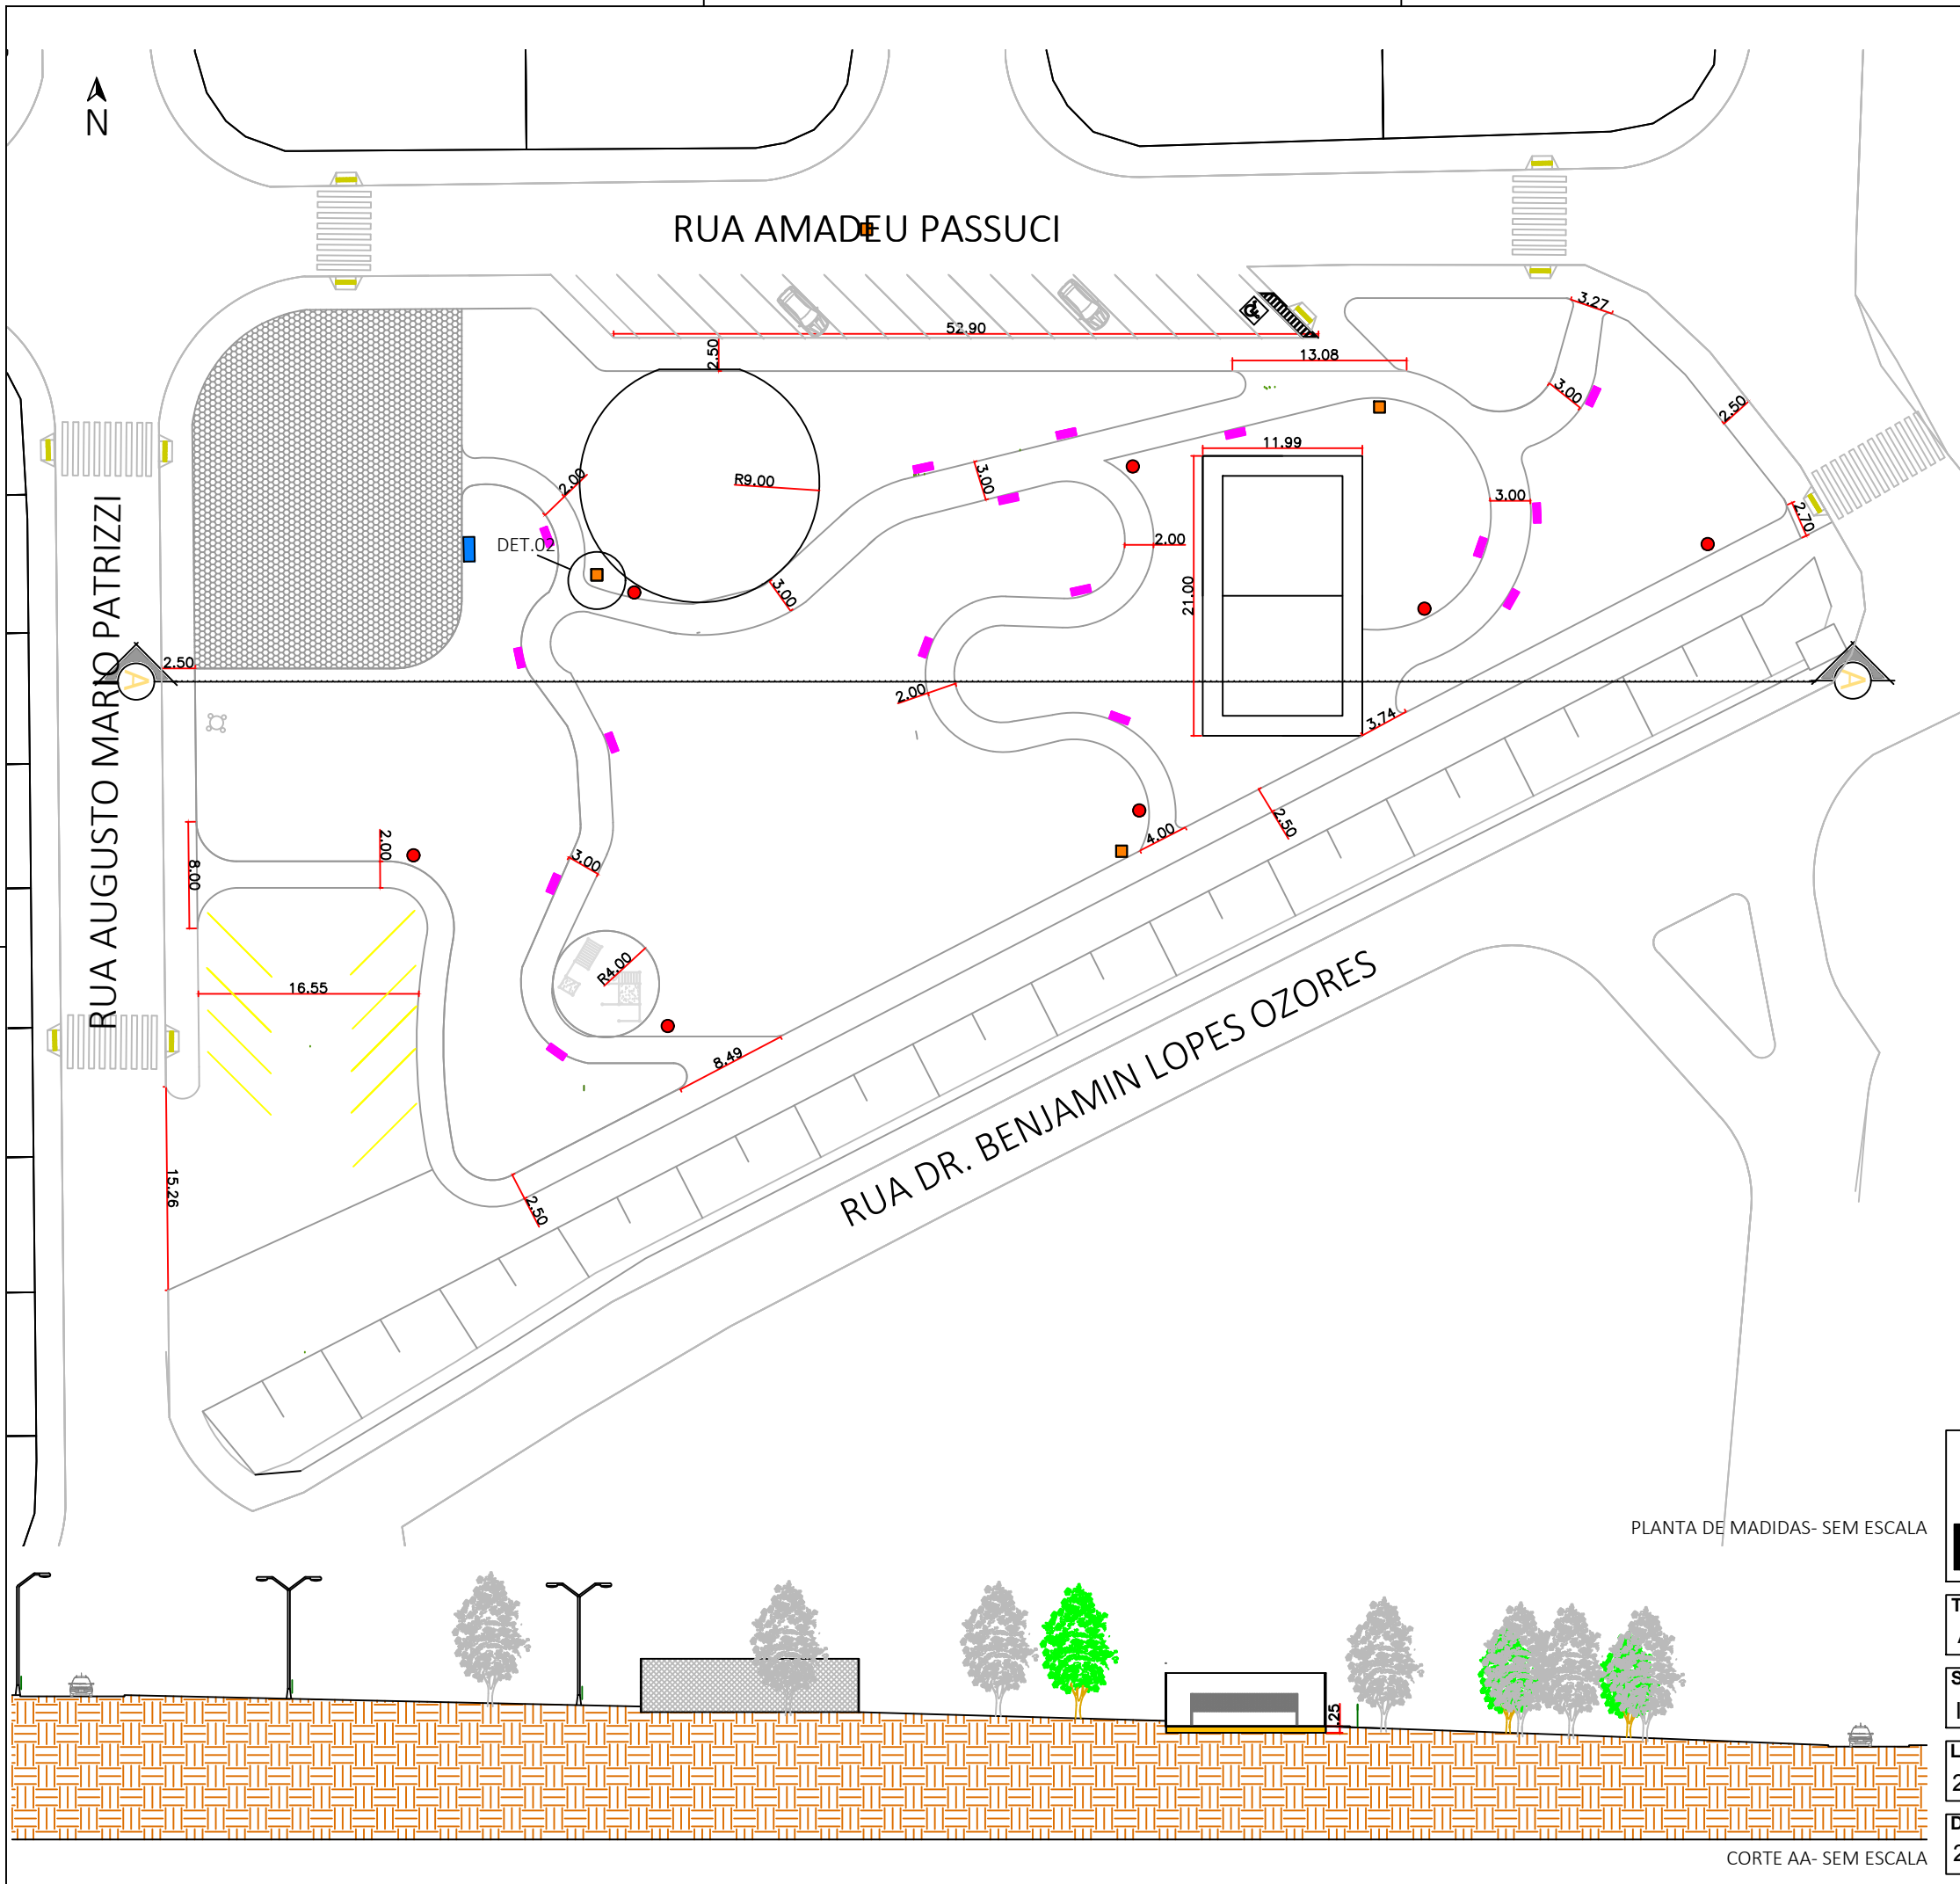 N
RUA AMADEU PASSUCI
3.27
52.90
2.50
13.08
3.00
2.50
11.99
R9.00
2.00
3.00
3.00
2.70
DET.02
2.00
21.00
3.00
RUA AUGUSTO MARIO PATRIZZI
2.50
A
A
2.00
3.74
2.50
4.00
2.00
8.00
3.00
R4.00
16.55
8.49
RUA DR. BENJAMIN LOPES OZORES
15.26
2.50
PLANTA DE MADIDAS- SEM ESCALA
.25
CORTE AA- SEM ESCALA